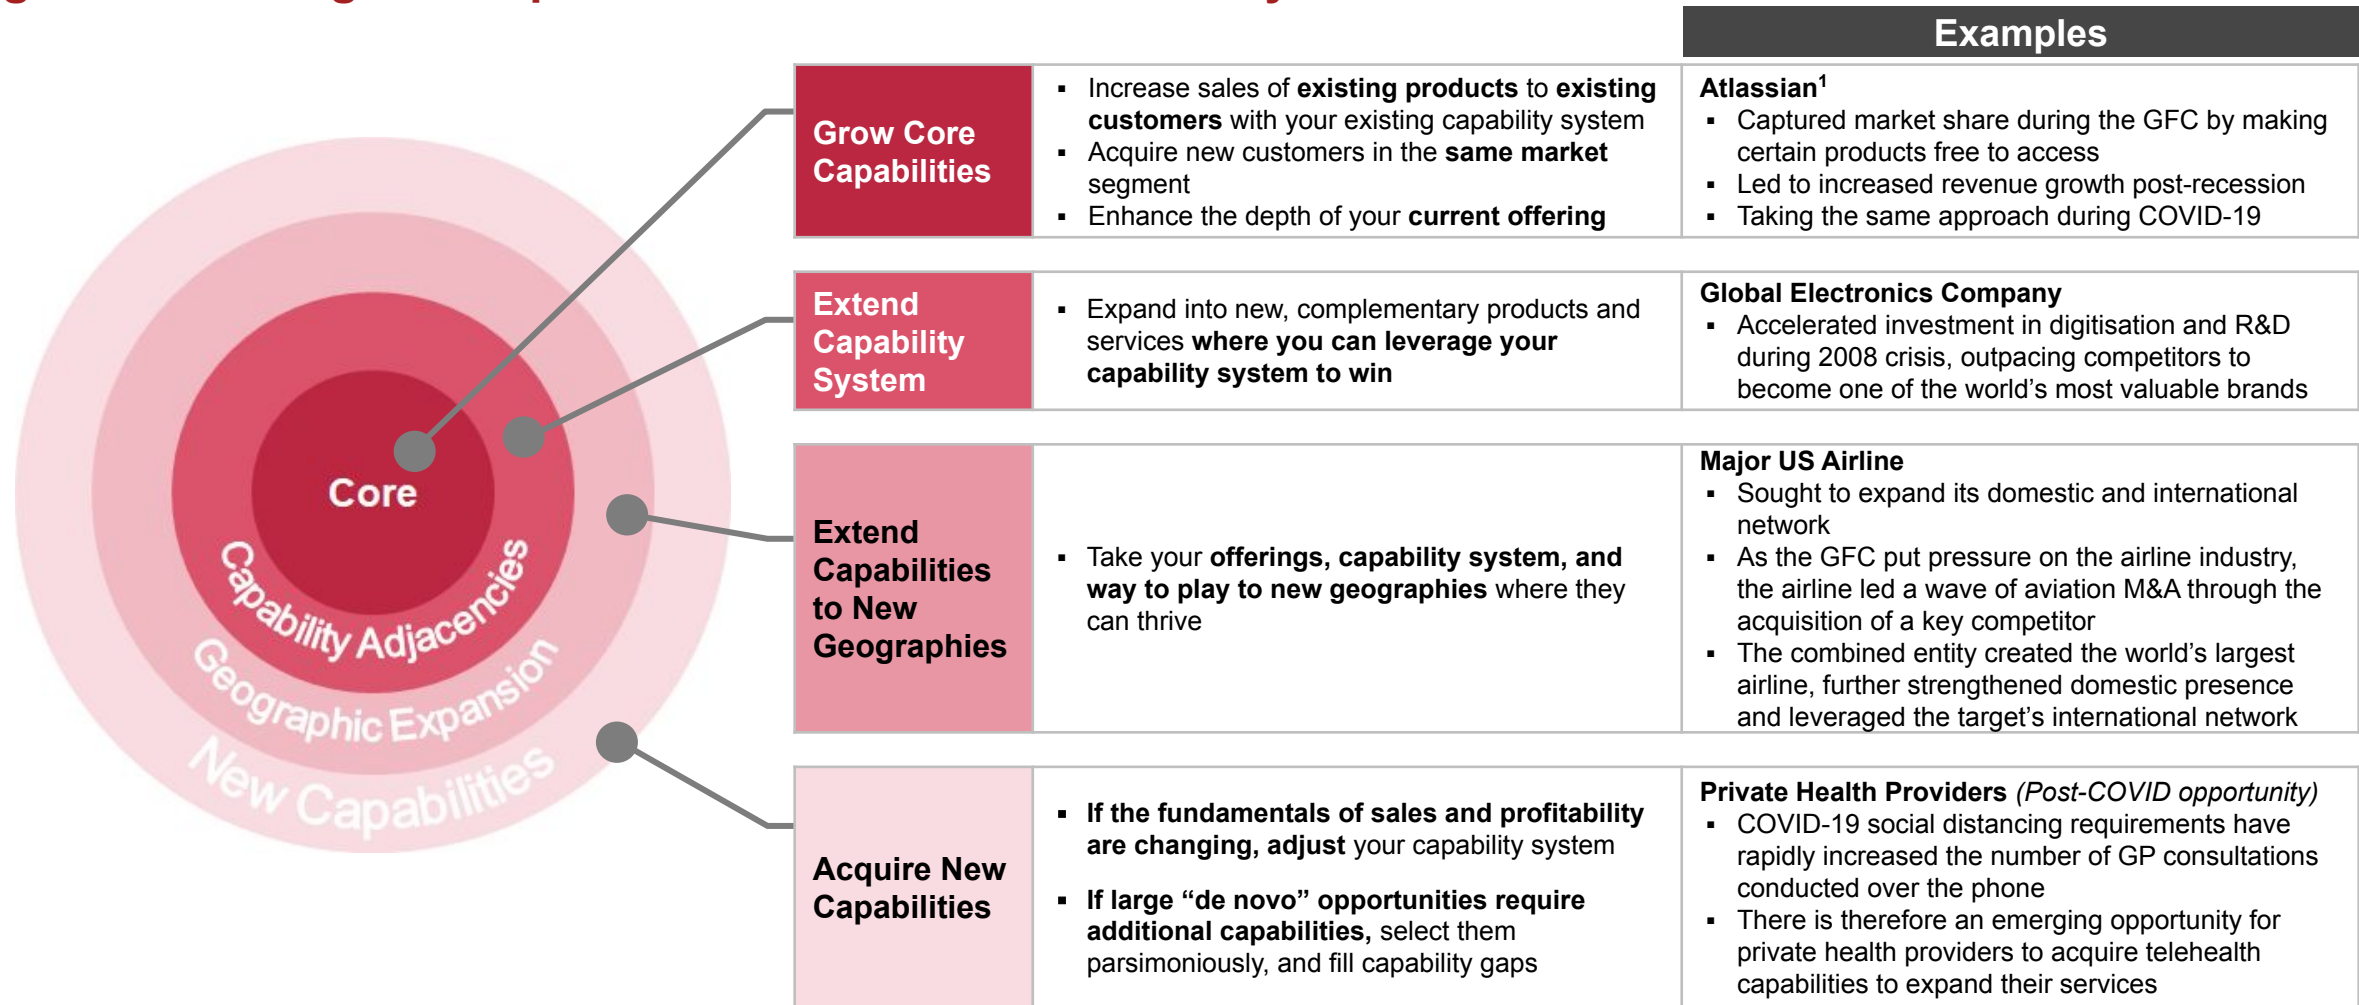 Examples
Core
Capability Adjacencies
Geographic Expansion
New Capabilities
Grow Core
Capabilities
▪ Increase sales of existing products to existing
customers with your existing capability system
▪ Acquire new customers in the same market
segment
▪ Enhance the depth of your current offering
Atlassian¹
▪ Captured market share during the GFC by making
certain products free to access
▪ Led to increased revenue growth post-recession
▪ Taking the same approach during COVID-19
Extend
Capability
System
▪ Expand into new, complementary products and
services where you can leverage your
capability system to win
Global Electronics Company
▪ Accelerated investment in digitisation and R&D
during 2008 crisis, outpacing competitors to
become one of the world’s most valuable brands
Extend
Capabilities
to New
Geographies
▪ Take your offerings, capability system, and
way to play to new geographies where they
can thrive
Major US Airline
▪ Sought to expand its domestic and international
network
▪ As the GFC put pressure on the airline industry,
the airline led a wave of aviation M&A through the
acquisition of a key competitor
▪ The combined entity created the world’s largest
airline, further strengthened domestic presence
and leveraged the target’s international network
Acquire New
Capabilities
▪ If the fundamentals of sales and profitability
are changing, adjust your capability system
▪ If large “de novo” opportunities require
additional capabilities, select them
parsimoniously, and fill capability gaps
Private Health Providers (Post-COVID opportunity)
▪ COVID-19 social distancing requirements have
rapidly increased the number of GP consultations
conducted over the phone
▪ There is therefore an emerging opportunity for
private health providers to acquire telehealth
capabilities to expand their services